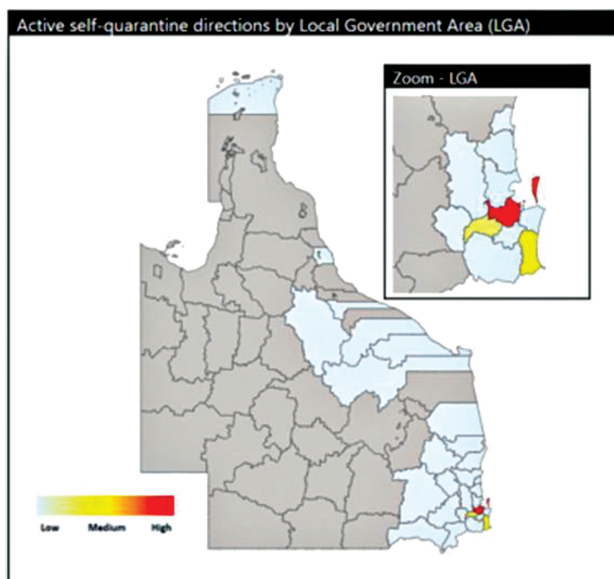 Active self-quarantine directions by Local Government Area (LGA)
Zoom - LGA
Low Medium High